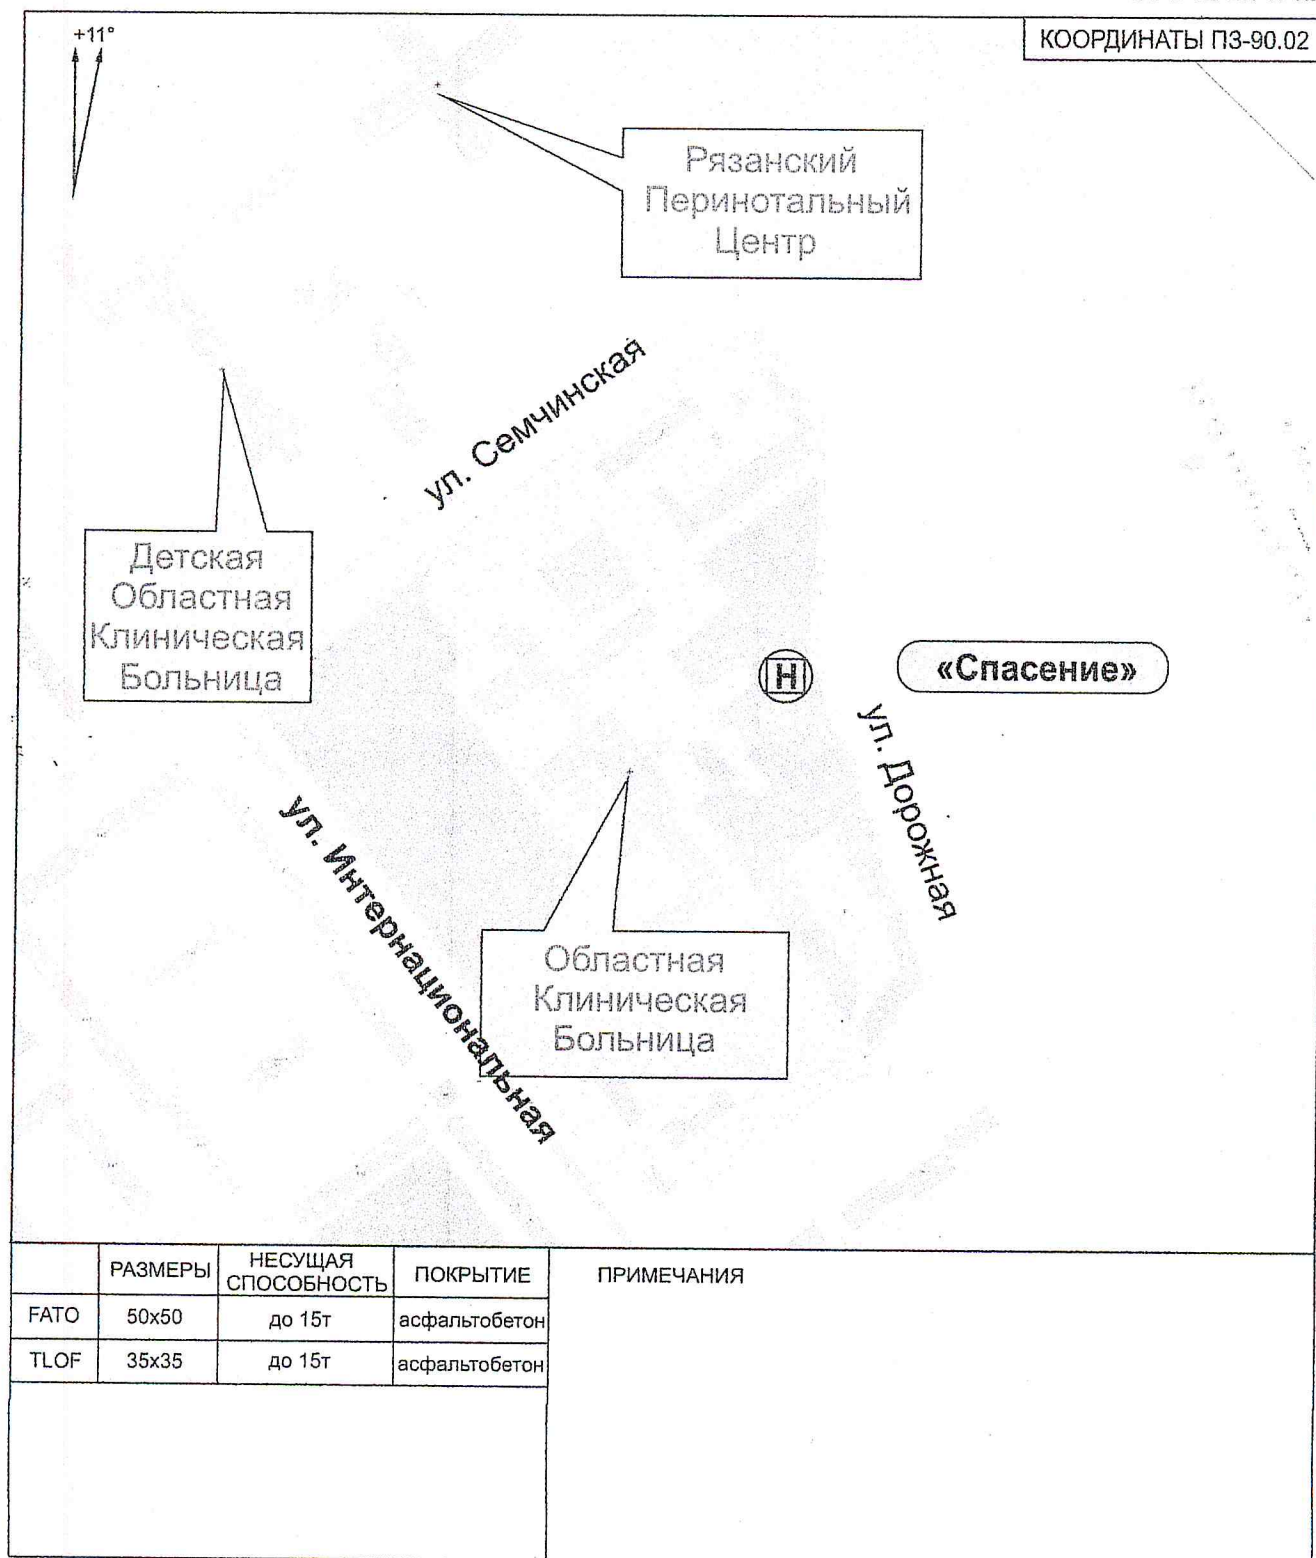 +11°
КООРДИНАТЫ ПЗ-90.02
Рязанский
Перинотальный
Центр
ул. Семчинская
Детская
Областная
Клиническая
Больница
H
«Спасение»
ул. Дорожная
ул. Интернациональная
Областная
Клиническая
Больница
РАЗМЕРЫ
НЕСУЩАЯ
СПОСОБНОСТЬ
ПОКРЫТИЕ
ПРИМЕЧАНИЯ
FATO 50x50 до 15т асфальтобетон
TLOF 35x35 до 15т асфальтобетон